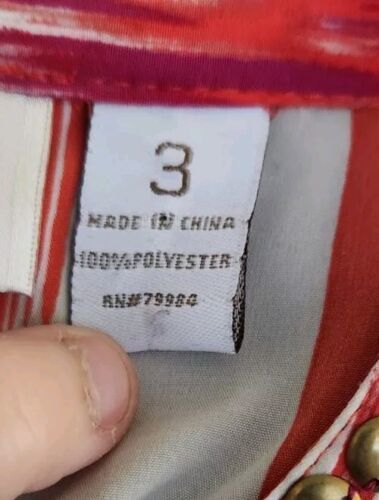 3
MADE IN CHINA
100%POLYESTER
RN#79984